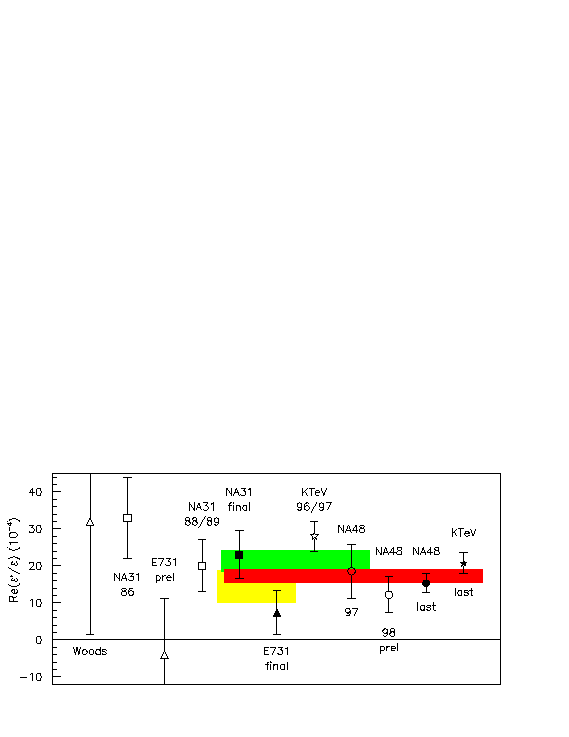 Re(ε'/ε) (10⁻⁴)
40
30
20
10
0
−10
Woods
NA31
86
E731
prel
NA31
88/89
NA31
final
E731
final
KTeV
96/97
NA48
97
NA48
98
prel
NA48
last
KTeV
last